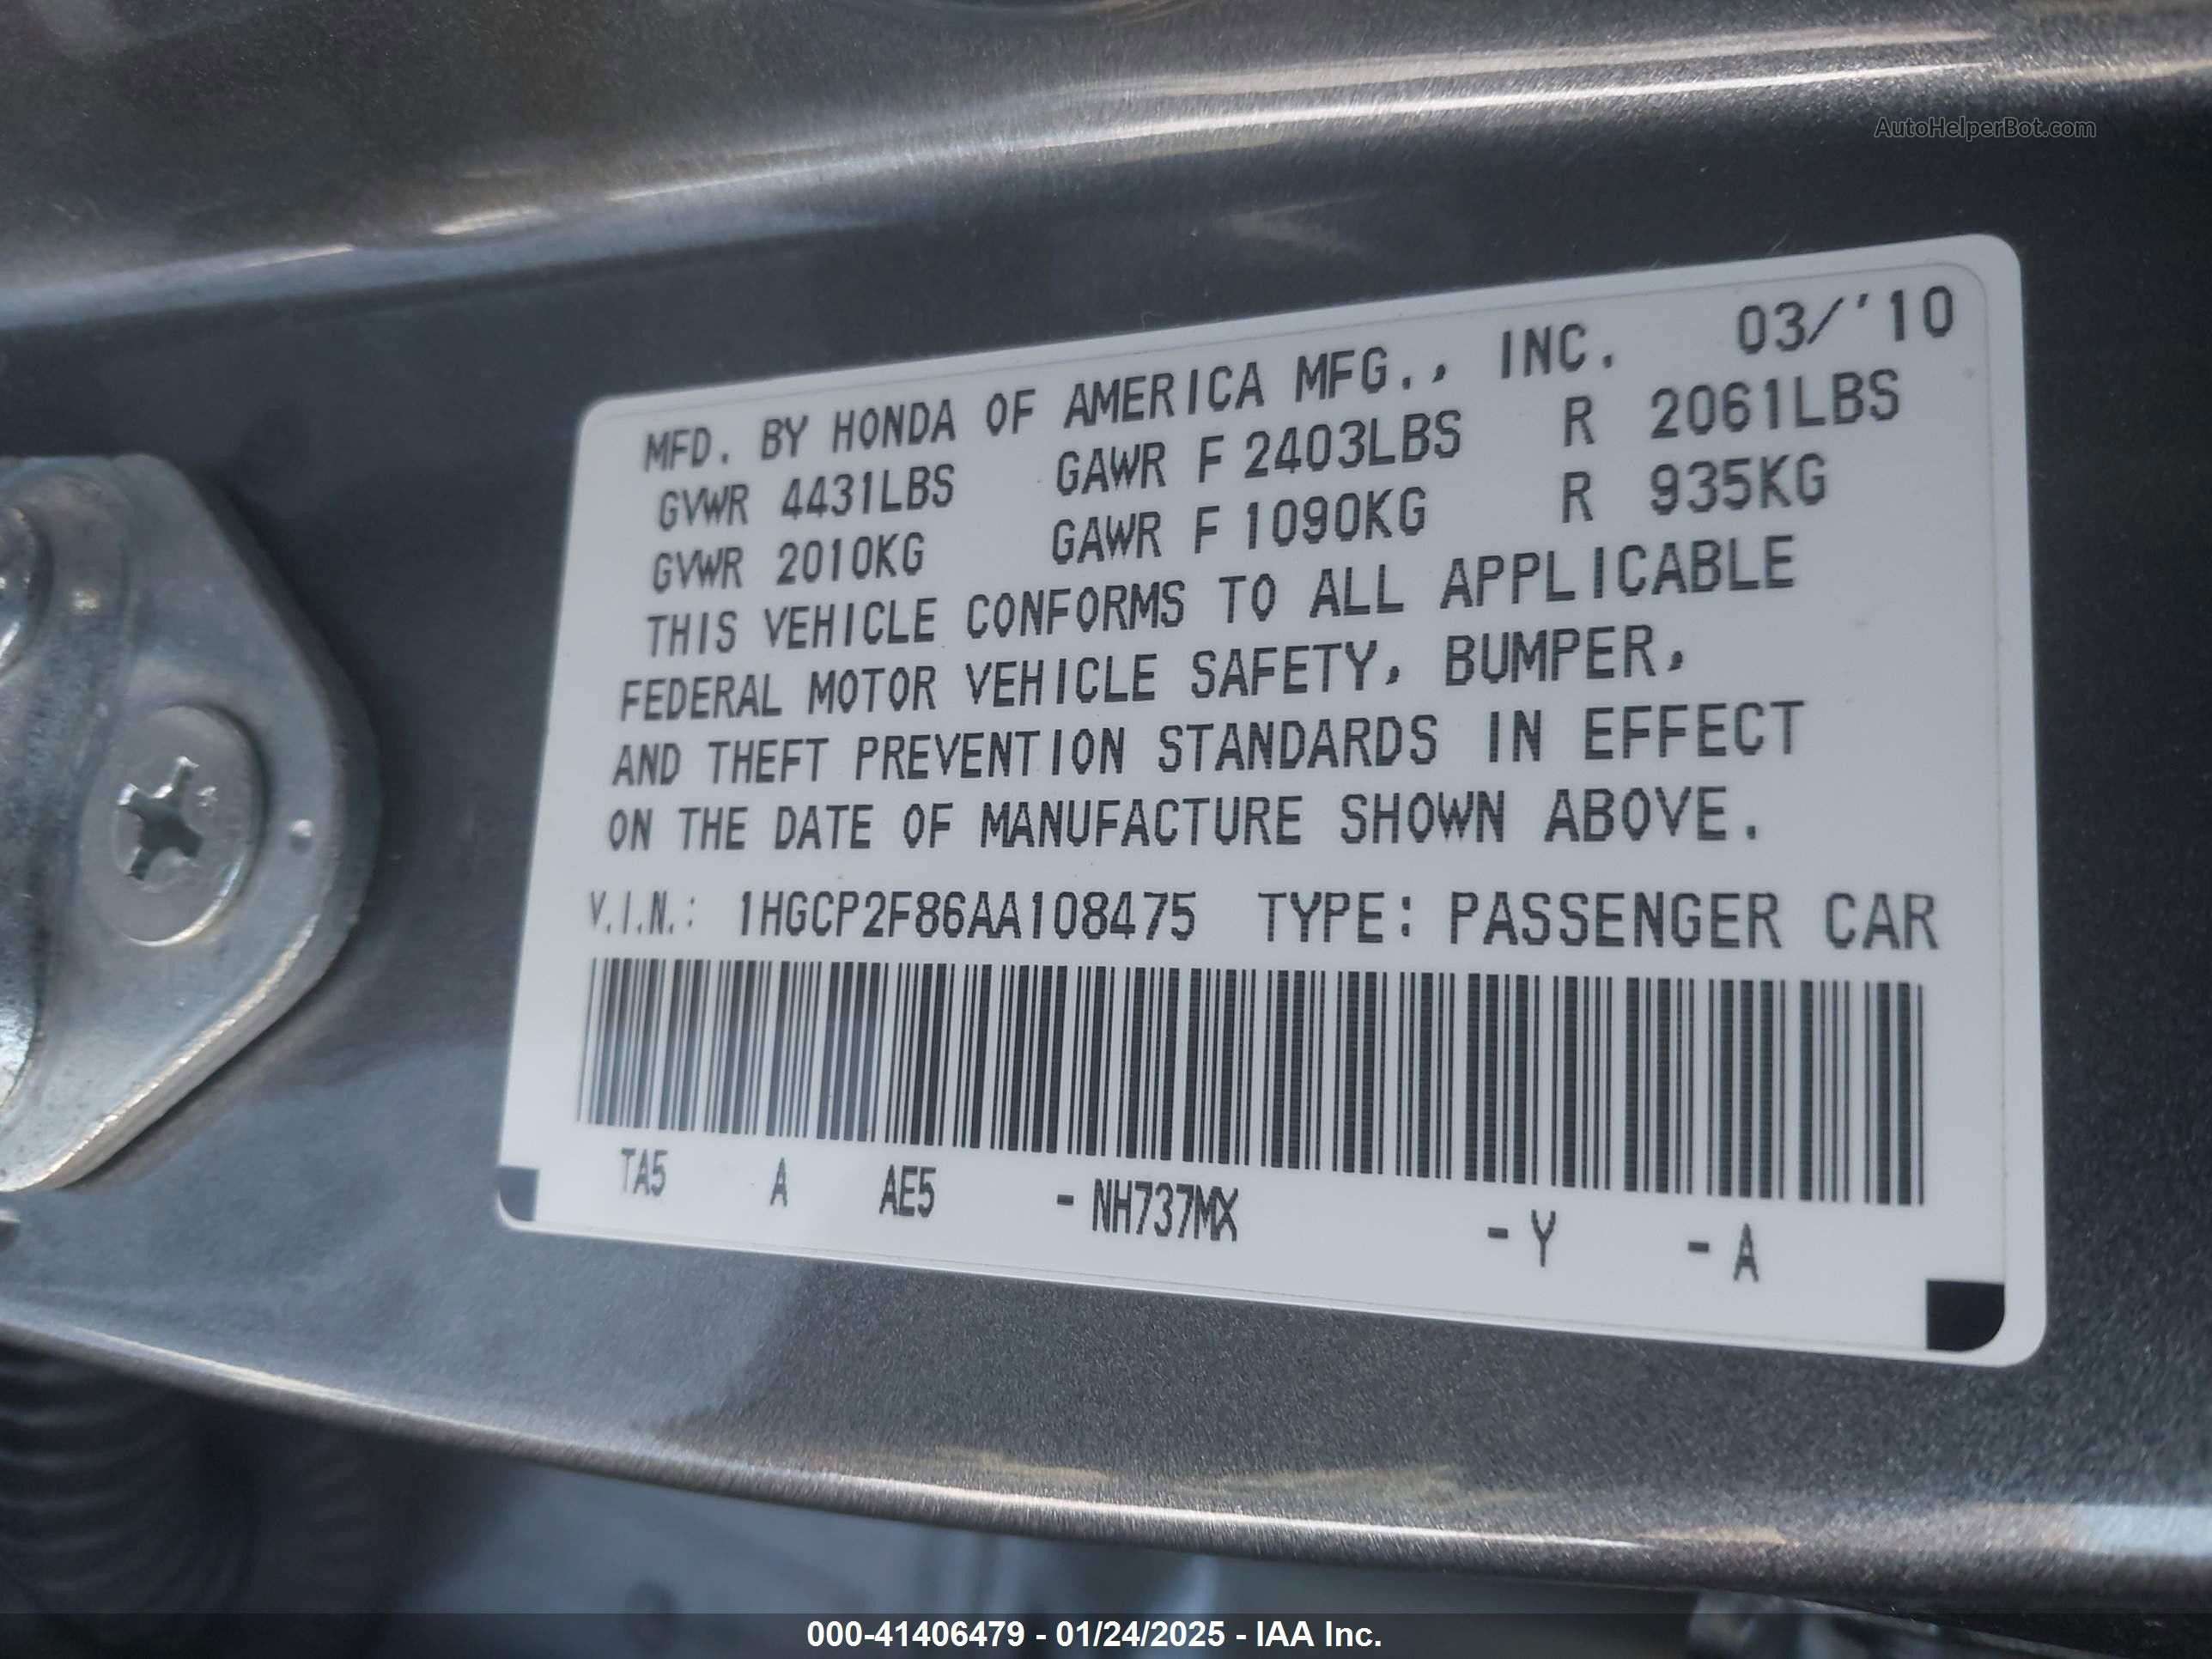 AutoHelperBot.com
MFD. BY HONDA OF AMERICA MFG., INC. 03/'10
GVWR 4431LBS GAWR F 2403LBS R 2061LBS
GVWR 2010KG GAWR F 1090KG R 935KG
THIS VEHICLE CONFORMS TO ALL APPLICABLE
FEDERAL MOTOR VEHICLE SAFETY, BUMPER,
AND THEFT PREVENTION STANDARDS IN EFFECT
ON THE DATE OF MANUFACTURE SHOWN ABOVE.
V.I.N.: 1HGCP2F86AA108475 TYPE: PASSENGER CAR
TA5 A AE5 -NH737MX -Y -A
000-41406479 - 01/24/2025 - IAA Inc.